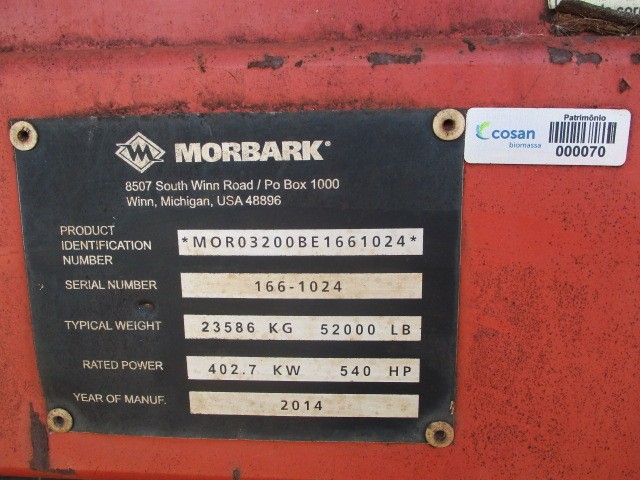 MORBARK®
8507 South Winn Road / Po Box 1000
Winn, Michigan, USA 48896
PRODUCT IDENTIFICATION NUMBER *MOR03200BE1661024*
SERIAL NUMBER 166-1024
TYPICAL WEIGHT 23586 KG 52000 LB
RATED POWER 402.7 KW 540 HP
YEAR OF MANUF. 2014
cosan
biomassa
Patrimônio
000070